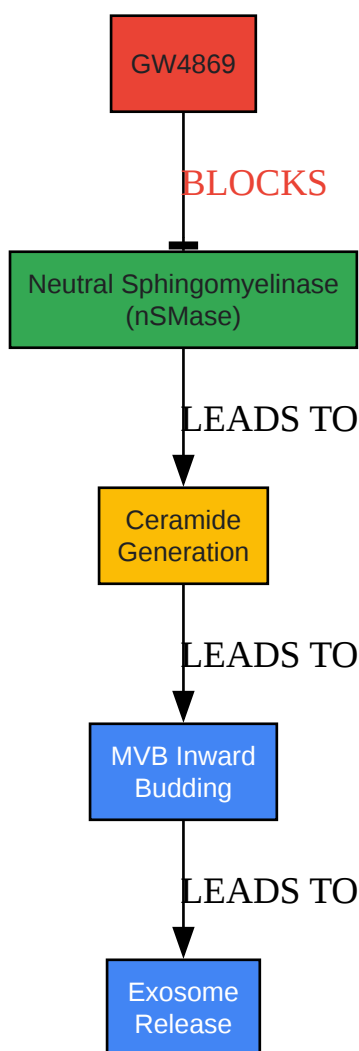 GW4869
BLOCKS
Neutral Sphingomyelinase
(nSMase)
LEADS TO
Ceramide
Generation
LEADS TO
MVB Inward
Budding
LEADS TO
Exosome
Release